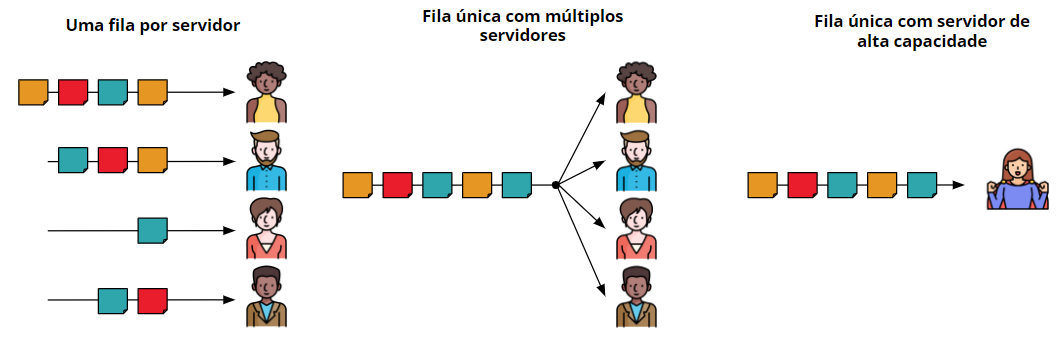 Uma fila por servidor
Fila única com múltiplos
servidores
Fila única com servidor de
alta capacidade